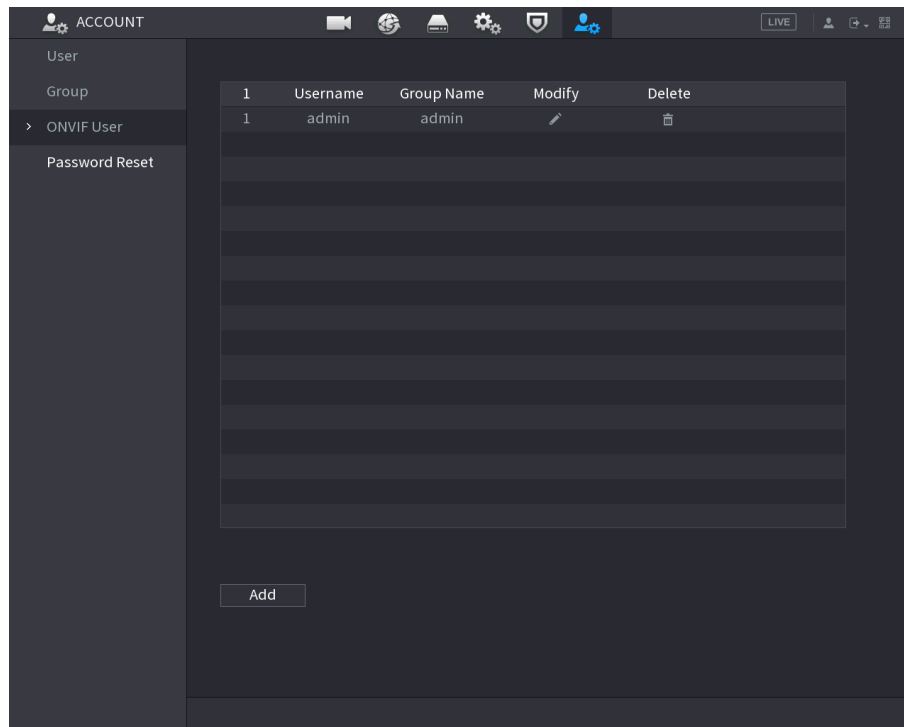 ACCOUNT LIVE
User
Group
ONVIF User
Password Reset
1 Username Group Name Modify Delete
1 admin admin
Add